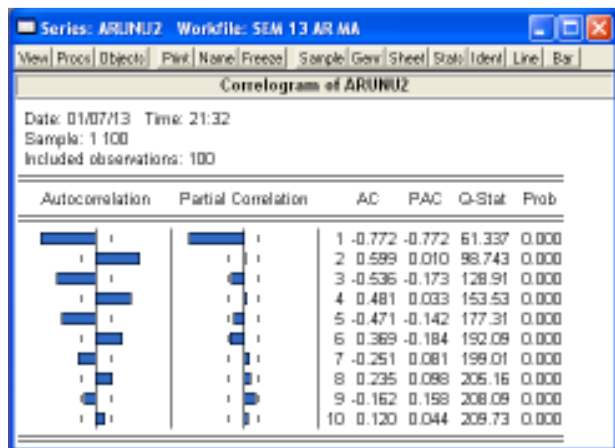 Series: ARUNU2 Workfile: SEM 13 AR MA
View Procs Objects Print Name Freeze Sample Genr Sheet Stats Ident Line Bar
Correlogram of ARUNU2
Date: 01/07/13 Time: 21:32
Sample: 1 100
Included observations: 100
Autocorrelation Partial Correlation AC PAC Q-Stat Prob
1 -0.772 -0.772 61.337 0.000
2 0.599 0.010 98.743 0.000
3 -0.536 -0.173 128.91 0.000
4 0.481 0.033 153.53 0.000
5 -0.471 -0.142 177.31 0.000
6 0.369 -0.184 192.09 0.000
7 -0.251 0.081 199.01 0.000
8 0.235 0.098 205.16 0.000
9 -0.162 0.158 208.09 0.000
10 0.120 0.044 209.73 0.000